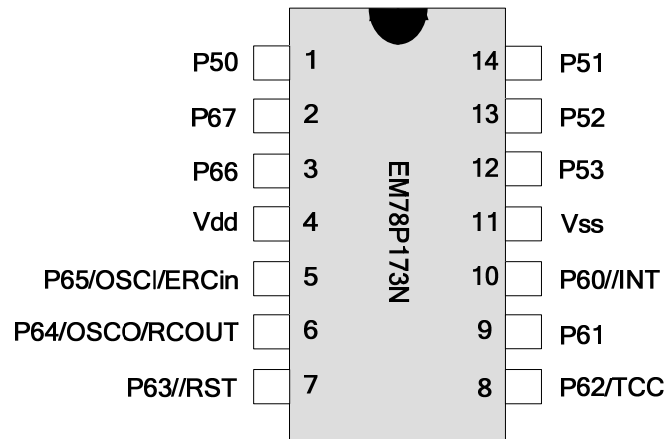 P50 1 14 P51
P67 2 13 P52
P66 3 12 P53
Vdd 4 11 Vss
P65/OSCI/ERCin 5 10 P60//INT
P64/OSCO/RCOUT 6 9 P61
P63//RST 7 8 P62/TCC
EM78P173N